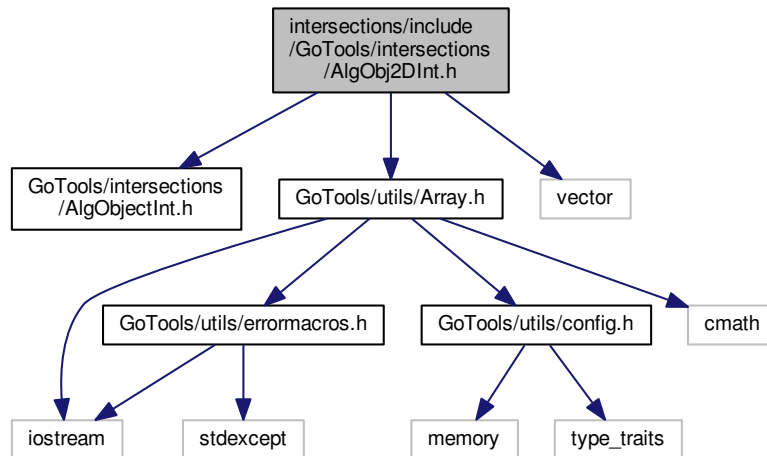 intersections/include
/GoTools/intersections
/AlgObj2DInt.h
GoTools/intersections
/AlgObjectInt.h
GoTools/utils/Array.h
vector
GoTools/utils/errormacros.h
GoTools/utils/config.h
cmath
iostream
stdexcept
memory
type_traits